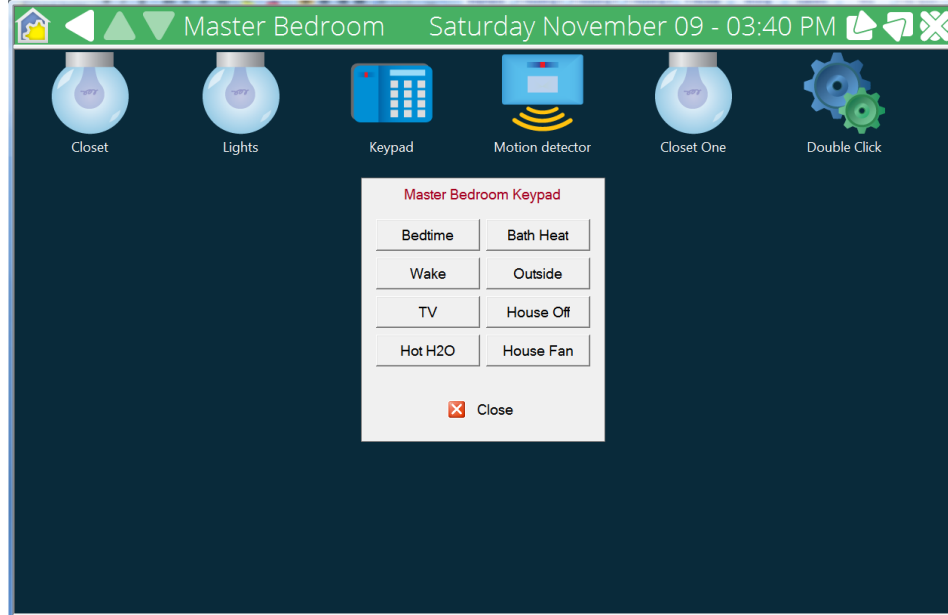 Master Bedroom Saturday November 09 - 03:40 PM
Closet Lights Keypad Motion detector Closet One Double Click
Master Bedroom Keypad
Bedtime Bath Heat
Wake Outside
TV House Off
Hot H2O House Fan
Close